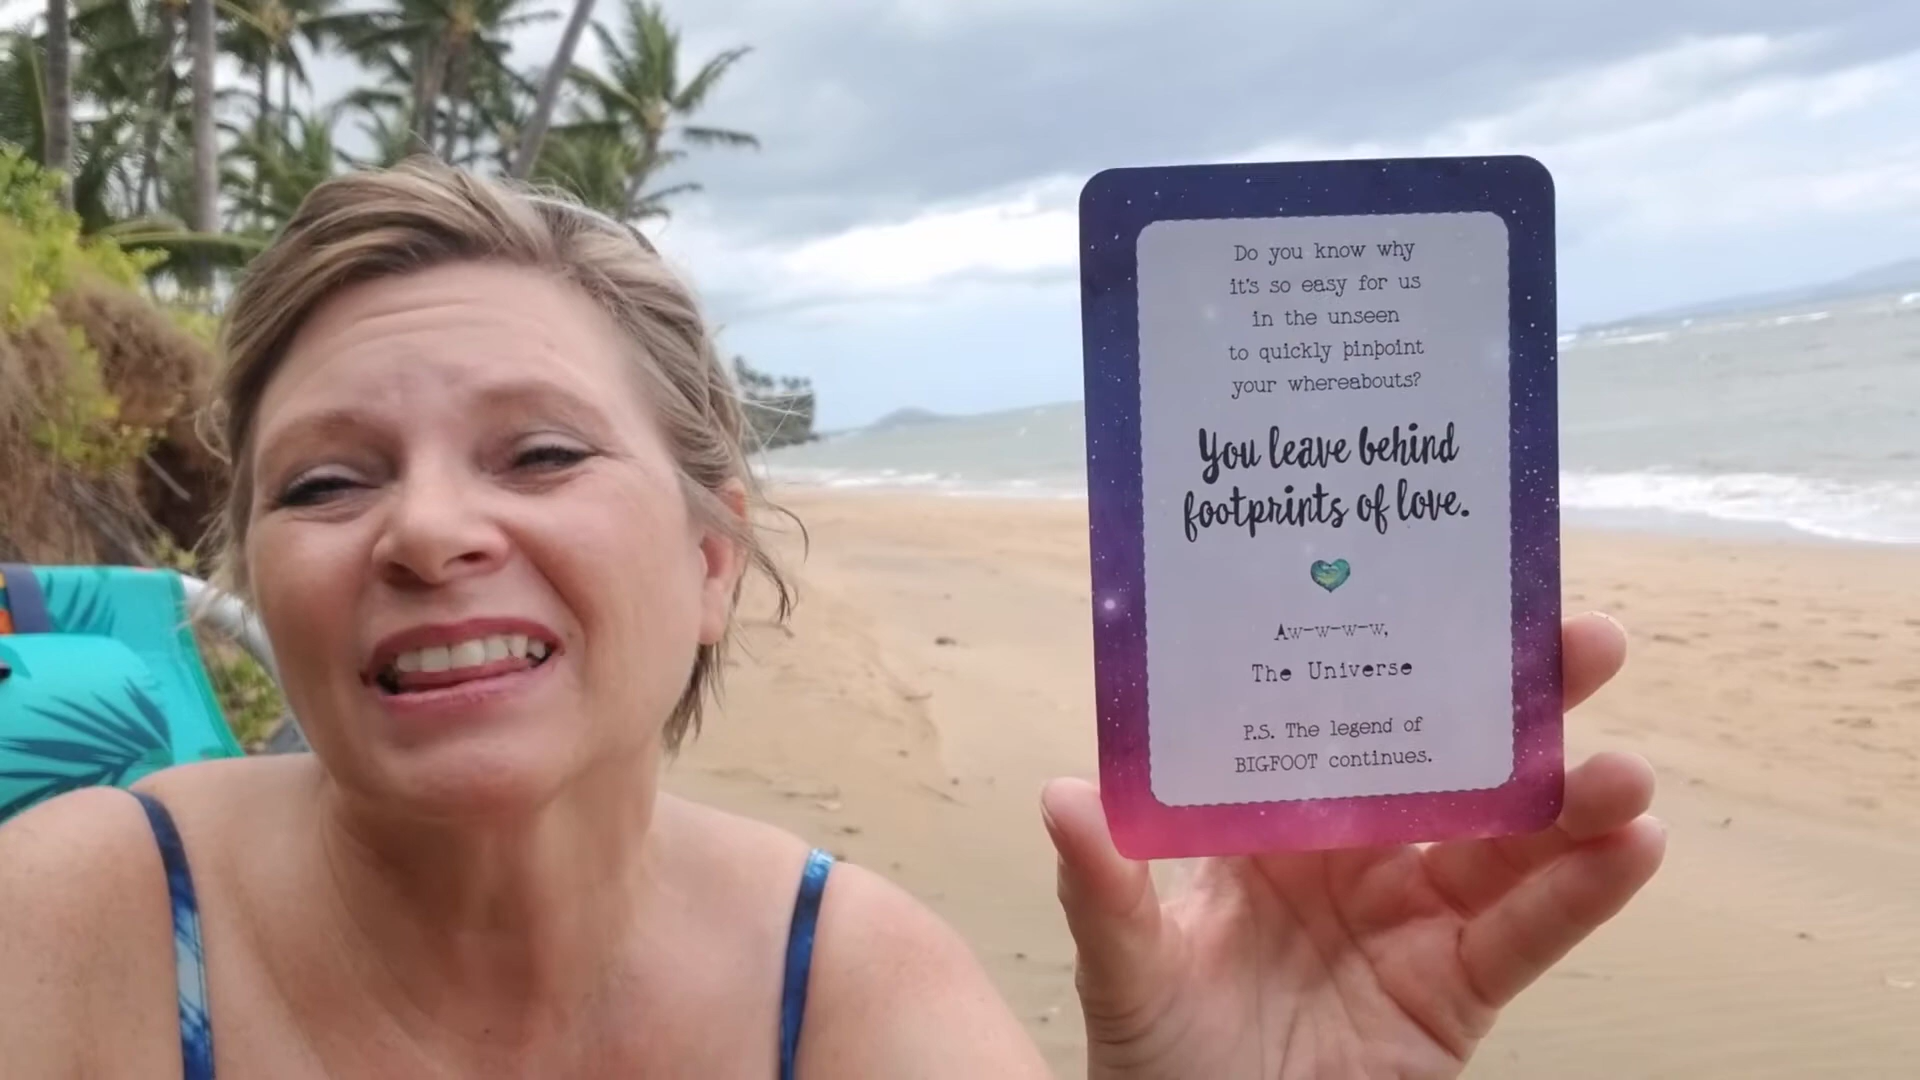 Do you know why
it's so easy for us
in the unseen
to quickly pinpoint
your whereabouts?
You leave behind
footprints of love.
Aw-w-w-w,
The Universe
P.S. The legend of
BIGFOOT continues.